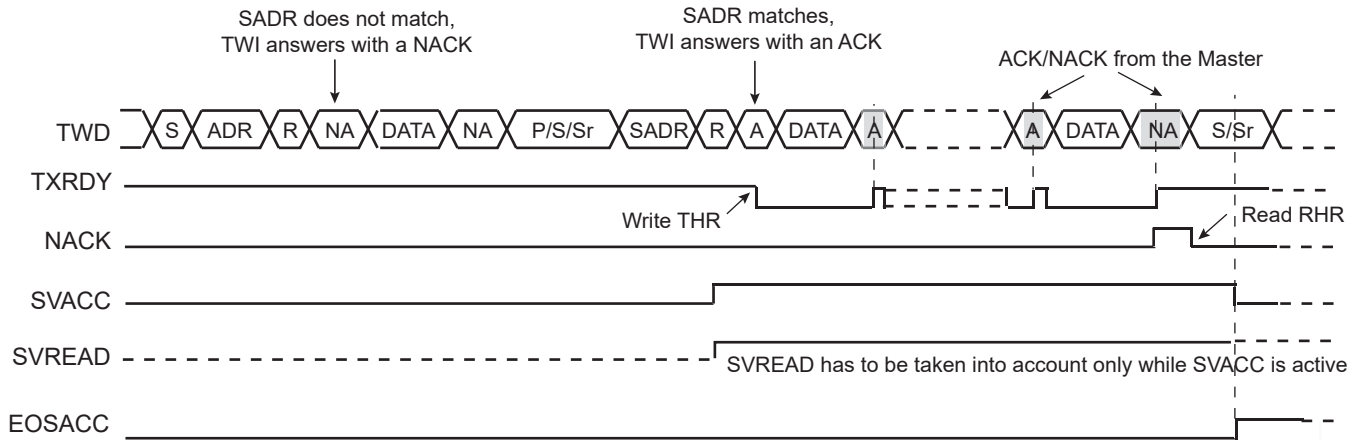 SADR does not match,
TWI answers with a NACK
SADR matches,
TWI answers with an ACK
ACK/NACK from the Master
TWD S ADR R NA DATA NA P/S/Sr SADR R A DATA A A DATA NA S/Sr
TXRDY
Write THR
Read RHR
NACK
SVACC
SVREAD
SVREAD has to be taken into account only while SVACC is active
EOSACC